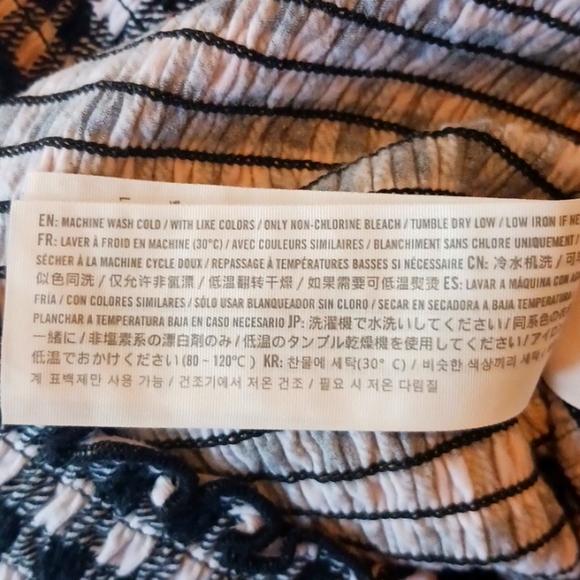 EN: MACHINE WASH COLD / WITH LIKE COLORS / ONLY NON-CHLORINE BLEACH / TUMBLE DRY LOW / LOW IRON IF
FR: LAVER À FROID EN MACHINE (30°C) / AVEC COULEURS SIMILAIRES / BLANCHIMENT SANS CHLORE UNIQUEMENT /
SÉCHER À LA MACHINE CYCLE DOUX / REPASSAGE À TEMPÉRATURES BASSES SI NÉCESSAIRE CN: 冷水机洗 /
似色同洗 / 仅允许非氯漂 / 低温翻转干燥 / 如果需要可低温熨烫 ES: LAVAR A MÁQUINA CON
FRÍA / CON COLORES SIMILARES / SÓLO USAR BLANQUEADOR SIN CLORO / SECAR EN SECADORA A BAJA TEMPERATURA
PLANCHAR A TEMPERATURA BAJA EN CASO NECESARIO JP: 洗濯機で水洗いしてください / 同系色の
一緒に / 非塩素系の漂白剤のみ / 低温のタンブル乾燥機を使用してください /
低温でおかけください (80 – 120℃) KR: 찬물에 세탁(30° C) / 비슷한 색상끼리 세탁
계 표백제만 사용 가능 / 건조기에서 저온 건조 / 필요 시 저온 다림질